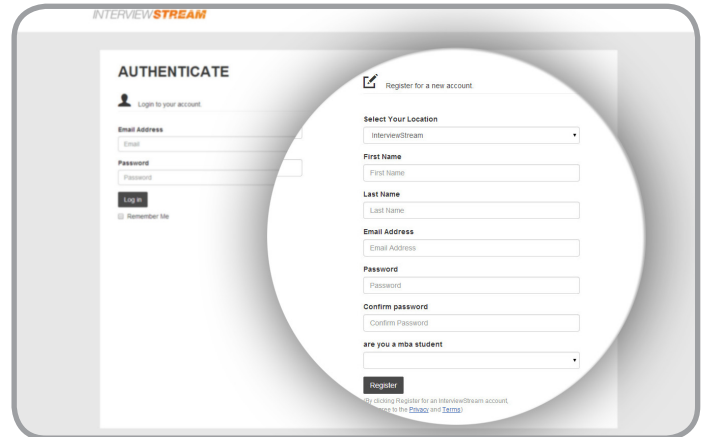 INTERVIEWSTREAM
AUTHENTICATE
Login to your account.
Email Address
Email
Password
Password
Log in
Remember Me
Register for a new account.
Select Your Location
InterviewStream
First Name
First Name
Last Name
Last Name
Email Address
Email Address
Password
Password
Confirm password
Confirm Password
are you a mba student
Register
(By clicking Register for an InterviewStream account,
agree to the Privacy and Terms)